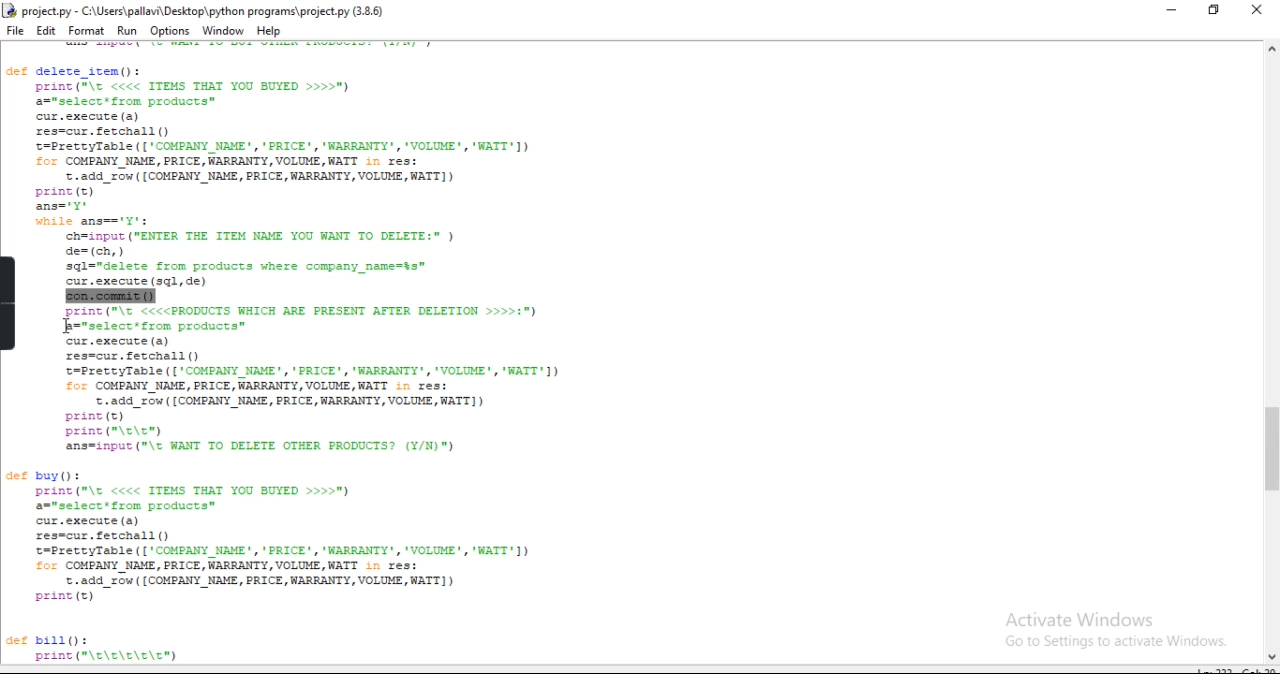 project.py - C:\Users\pallavi\Desktop\python programs\project.py (3.8.6)
File Edit Format Run Options Window Help
def delete_item():
    print("\t <<<< ITEMS THAT YOU BUYED >>>>")
    a="select*from products"
    cur.execute(a)
    res=cur.fetchall()
    t=PrettyTable(['COMPANY_NAME','PRICE','WARRANTY','VOLUME','WATT'])
    for COMPANY_NAME,PRICE,WARRANTY,VOLUME,WATT in res:
        t.add_row([COMPANY_NAME,PRICE,WARRANTY,VOLUME,WATT])
    print(t)
    ans='Y'
    while ans=='Y':
        ch=input("ENTER THE ITEM NAME YOU WANT TO DELETE:" )
        de=(ch,)
        sql="delete from products where company_name=%s"
        cur.execute(sql,de)
        con.commit()
        print("\t <<<<PRODUCTS WHICH ARE PRESENT AFTER DELETION >>>>:")
        a="select*from products"
        cur.execute(a)
        res=cur.fetchall()
        t=PrettyTable(['COMPANY_NAME','PRICE','WARRANTY','VOLUME','WATT'])
        for COMPANY_NAME,PRICE,WARRANTY,VOLUME,WATT in res:
            t.add_row([COMPANY_NAME,PRICE,WARRANTY,VOLUME,WATT])
        print(t)
        print("\t\t")
        ans=input("\t WANT TO DELETE OTHER PRODUCTS? (Y/N)")
def buy():
    print("\t <<<< ITEMS THAT YOU BUYED >>>>")
    a="select*from products"
    cur.execute(a)
    res=cur.fetchall()
    t=PrettyTable(['COMPANY_NAME','PRICE','WARRANTY','VOLUME','WATT'])
    for COMPANY_NAME,PRICE,WARRANTY,VOLUME,WATT in res:
        t.add_row([COMPANY_NAME,PRICE,WARRANTY,VOLUME,WATT])
    print(t)
def bill():
    print("\t\t\t\t\t")
Activate Windows
Go to Settings to activate Windows.